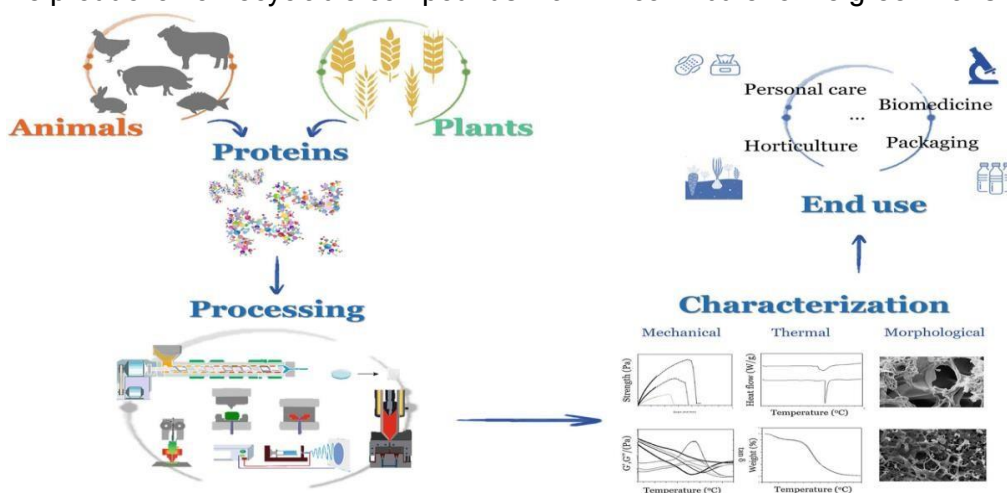 Animals
Plants
Proteins
Processing
Personal care
Biomedicine
...
Horticulture
Packaging
End use
Characterization
Mechanical
Thermal
Morphological
Strength (Pa)
Heat flow (W/g)
Temperature (°C)
G',G''/(Pa)
tan δ
Weight (%)
Temperature (°C)
Temperature (°C)